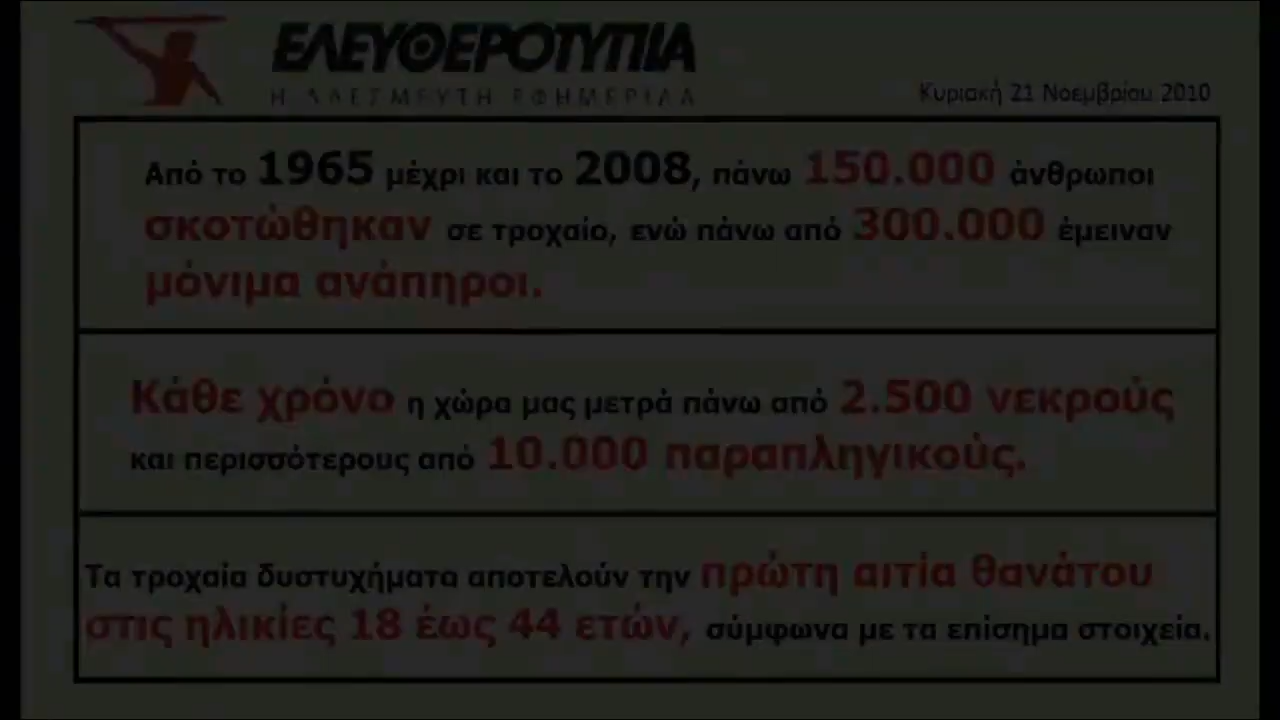 ΕΛΕΥΘΕΡΟΤΥΠΙΑ
Η ΑΔΕΣΜΕΥΤΗ ΕΦΗΜΕΡΙΔΑ
Κυριακή 21 Νοεμβρίου 2010
Από το 1965 μέχρι και το 2008, πάνω 150.000 άνθρωποι
σκοτώθηκαν σε τροχαίο, ενώ πάνω από 300.000 έμειναν
μόνιμα ανάπηροι.
Κάθε χρόνο η χώρα μας μετρά πάνω από 2.500 νεκρούς
και περισσότερους από 10.000 παραπληγικούς.
Τα τροχαία δυστυχήματα αποτελούν την πρώτη αιτία θανάτου
στις ηλικίες 18 έως 44 ετών, σύμφωνα με τα επίσημα στοιχεία.